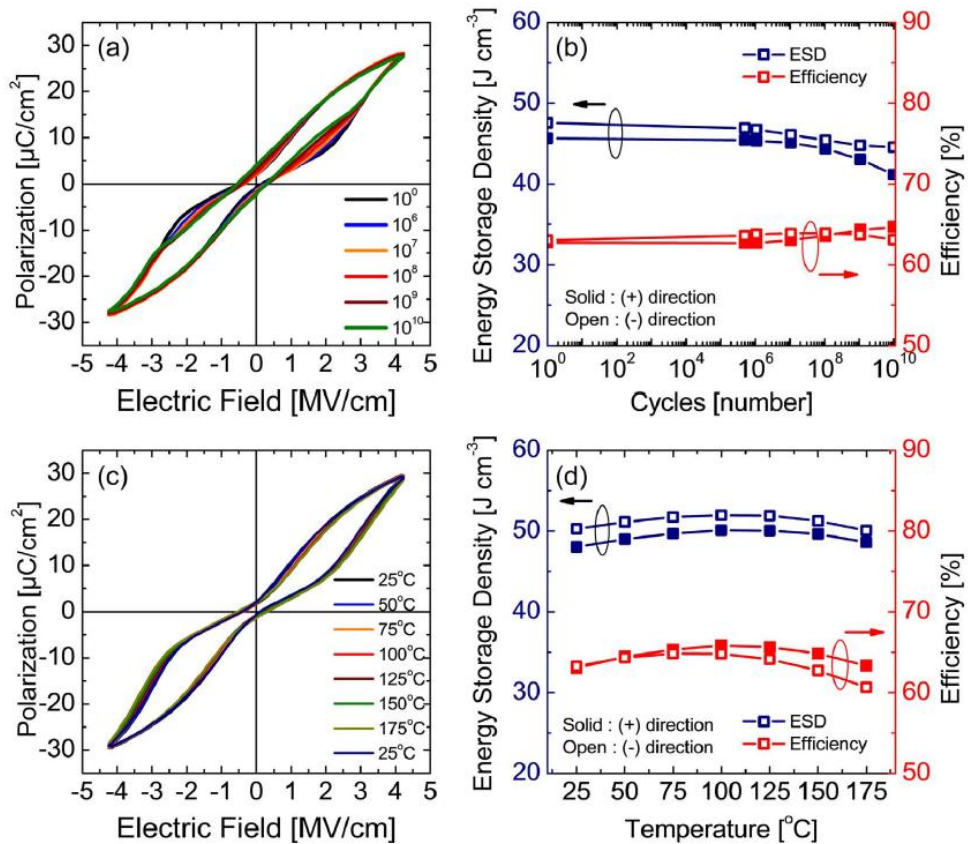 (a)
Polarization [µC/cm²]
30
20
10
0
-10
-20
-30
10⁰
10⁶
10⁷
10⁸
10⁹
10¹⁰
-5 -4 -3 -2 -1 0 1 2 3 4 5
Electric Field [MV/cm]
(b)
Energy Storage Density [J cm⁻³]
60
50
40
30
20
ESD
Efficiency
Solid : (+) direction
Open : (-) direction
90
80
70
60
50
Efficiency [%]
10⁰ 10² 10⁴ 10⁶ 10⁸ 10¹⁰
Cycles [number]
(c)
Polarization [µC/cm²]
30
20
10
0
-10
-20
-30
25°C
50°C
75°C
100°C
125°C
150°C
175°C
25°C
-5 -4 -3 -2 -1 0 1 2 3 4 5
Electric Field [MV/cm]
(d)
Energy Storage Density [J cm⁻³]
60
50
40
30
20
Solid : (+) direction
Open : (-) direction
ESD
Efficiency
90
80
70
60
50
Efficiency [%]
25 50 75 100 125 150 175
Temperature [°C]